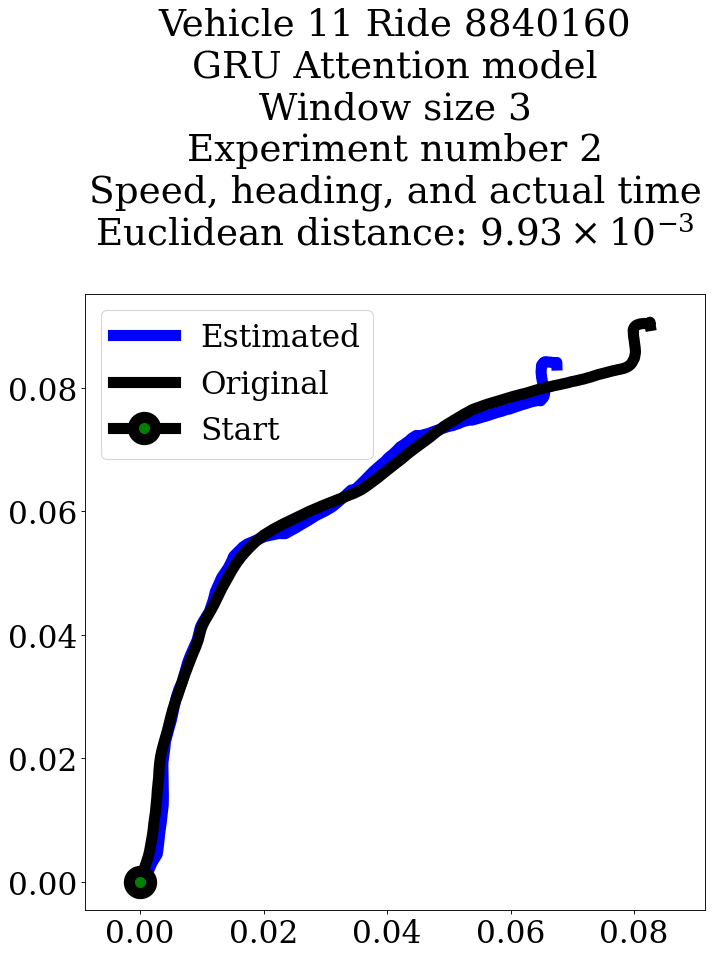 Vehicle 11 Ride 8840160
GRU Attention model
Window size 3
Experiment number 2
Speed, heading, and actual time
Euclidean distance: 9.93 × 10⁻³
Estimated
Original
Start
0.08
0.06
0.04
0.02
0.00
0.00 0.02 0.04 0.06 0.08